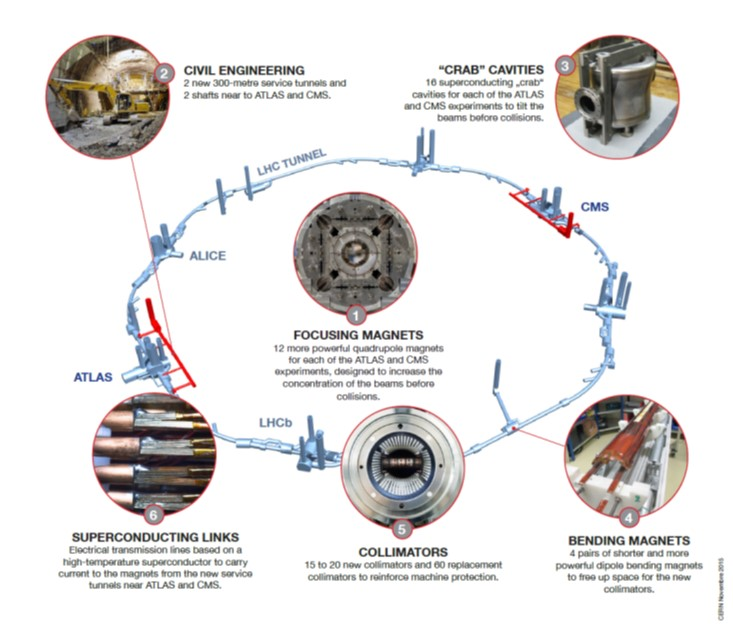 2
CIVIL ENGINEERING
2 new 300-metre service tunnels and
2 shafts near to ATLAS and CMS.
"CRAB" CAVITIES
16 superconducting „crab“
cavities for each of the ATLAS
and CMS experiments to tilt the
beams before collisions.
3
LHC TUNNEL
CMS
ALICE
1
FOCUSING MAGNETS
12 more powerful quadrupole magnets
for each of the ATLAS and CMS
experiments, designed to increase the
concentration of the beams before
collisions.
ATLAS
LHCb
6
SUPERCONDUCTING LINKS
Electrical transmission lines based on a
high-temperature superconductor to carry
current to the magnets from the new service
tunnels near ATLAS and CMS.
5
COLLIMATORS
15 to 20 new collimators and 60 replacement
collimators to reinforce machine protection.
4
BENDING MAGNETS
4 pairs of shorter and more
powerful dipole bending magnets
to free up space for the new
collimators.
CERN Novembre 2015